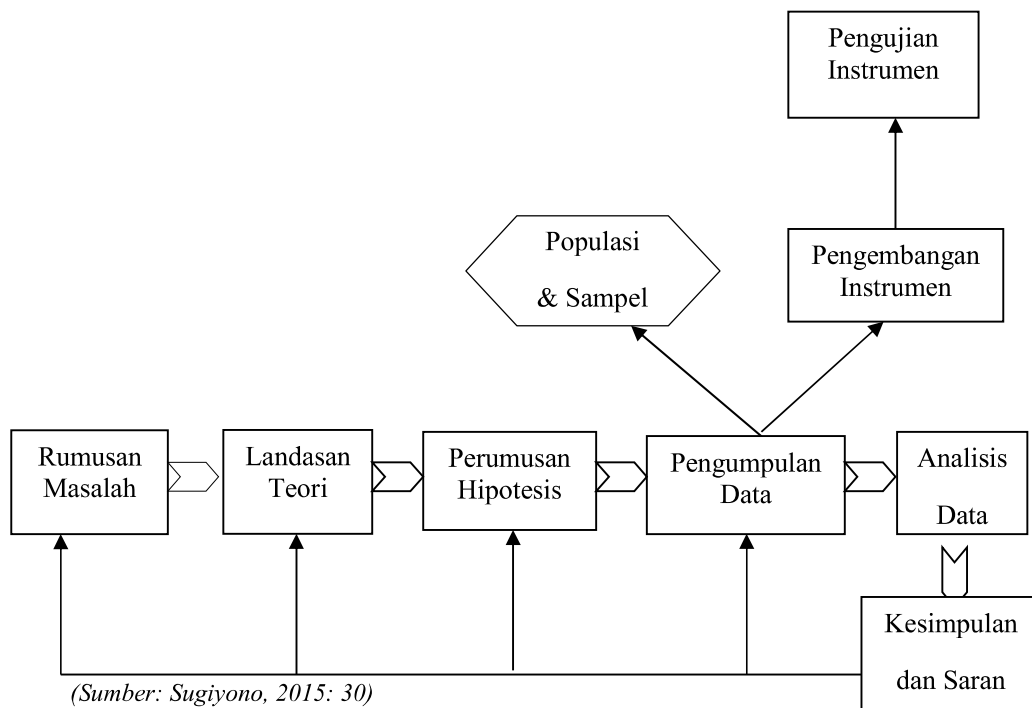 Pengujian
Instrumen
Populasi
& Sampel
Pengembangan
Instrumen
Rumusan
Masalah
Landasan
Teori
Perumusan
Hipotesis
Pengumpulan
Data
Analisis
Data
Kesimpulan
dan Saran
(Sumber: Sugiyono, 2015: 30)